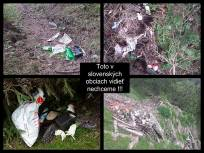 Toto v
slovenských
obciach vidieť
nechceme !!!